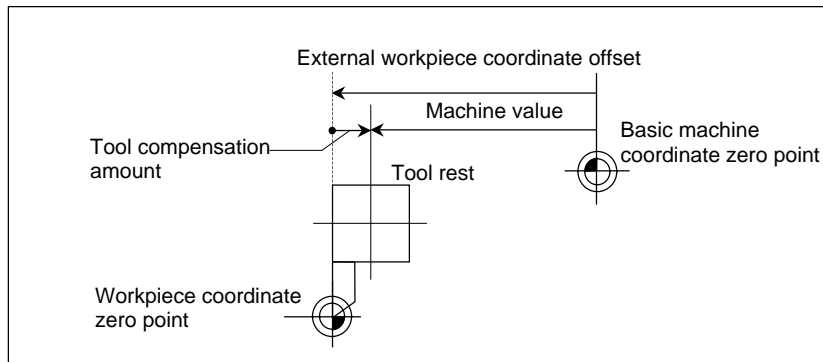 External workpiece coordinate offset
Machine value
Tool compensation
amount
Basic machine
coordinate zero point
Tool rest
Workpiece coordinate
zero point